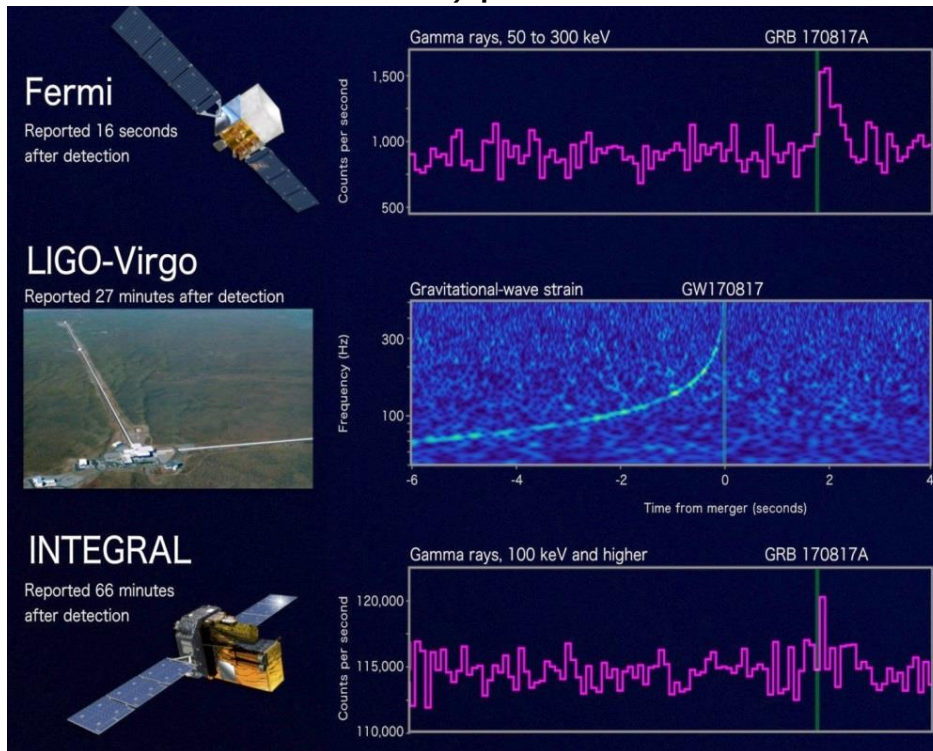 Fermi
Reported 16 seconds
after detection
Gamma rays, 50 to 300 keV
GRB 170817A
Counts per second
1,500
1,000
500
LIGO-Virgo
Reported 27 minutes after detection
Gravitational-wave strain
GW170817
Frequency (Hz)
300
100
-6
-4
-2
0
2
4
Time from merger (seconds)
INTEGRAL
Reported 66 minutes
after detection
Gamma rays, 100 keV and higher
GRB 170817A
Counts per second
120,000
115,000
110,000